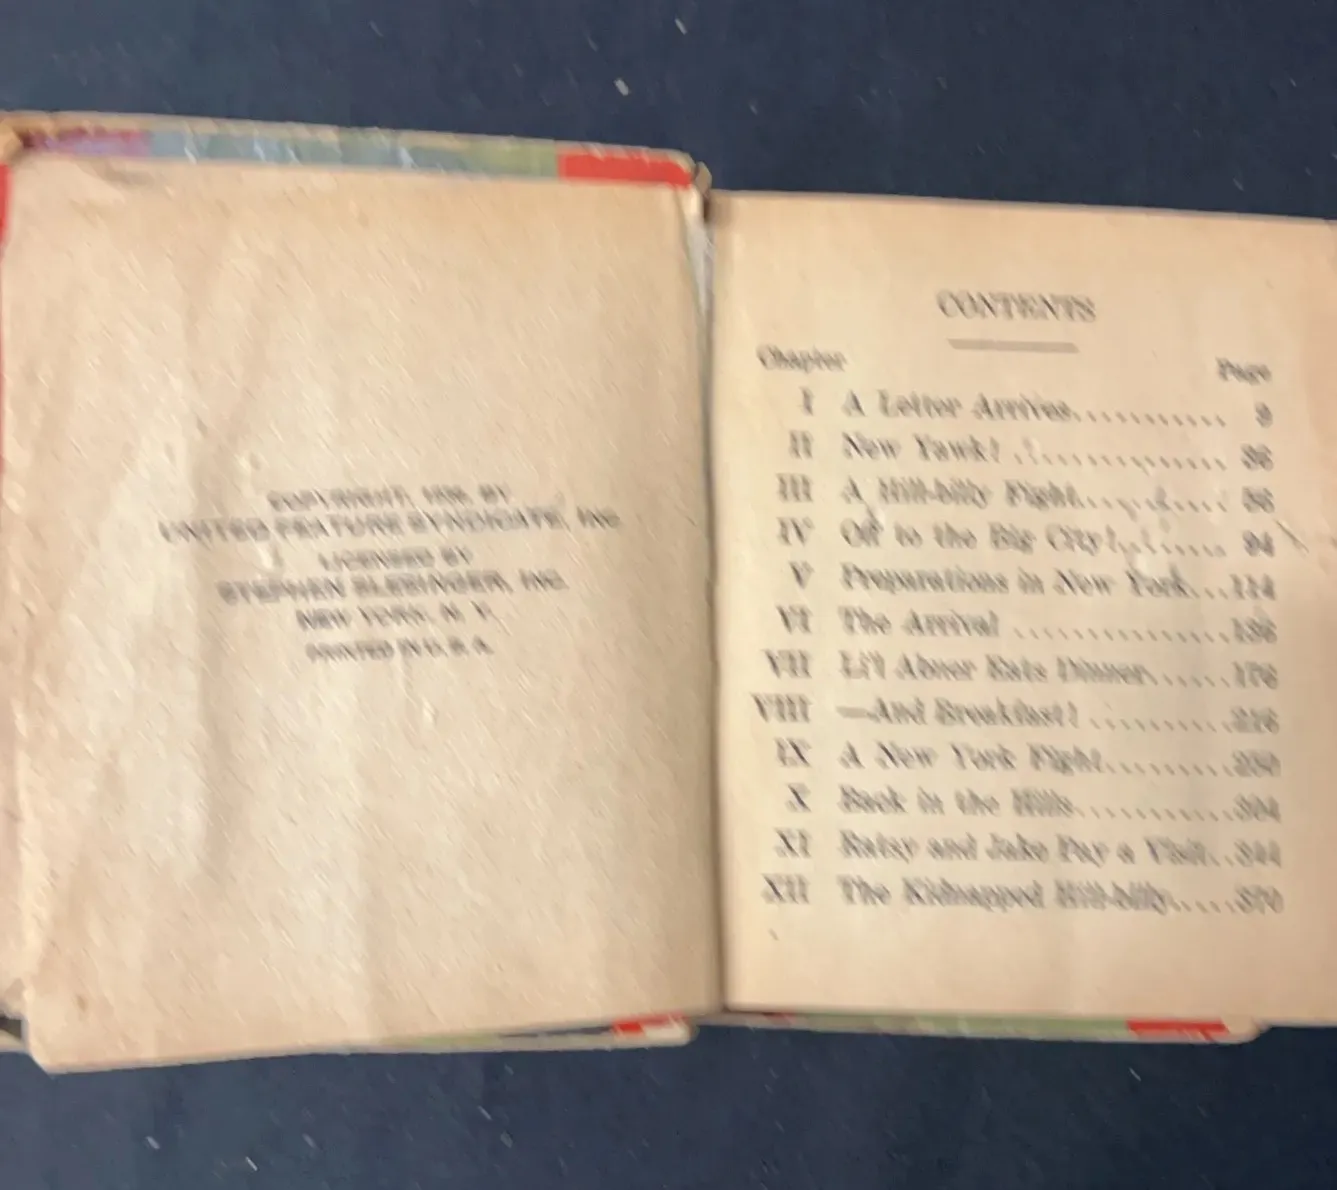 COPYRIGHT, BY
UNITED FEATURE SYNDICATE, INC.
LICENSED BY
STEPHEN SLESINGER, INC.
NEW YORK, N. Y.
PRINTED IN U. S. A.
CONTENTS
Chapter Page
I A Letter Arrives........... 9
II New Yawk! .............
III A Hill-billy Fight..........
IV Off to the Big City!........ 94
V Preparations in New York...114
VI The Arrival ...............
VII Li'l Abner Eats Dinner......176
VIII —And Breakfast! ..........216
IX A New York Fight.........
X Back in the Hills...........304
XI and Jake Pay a Visit..344
XII The Kidnapped Hill-billy.....370